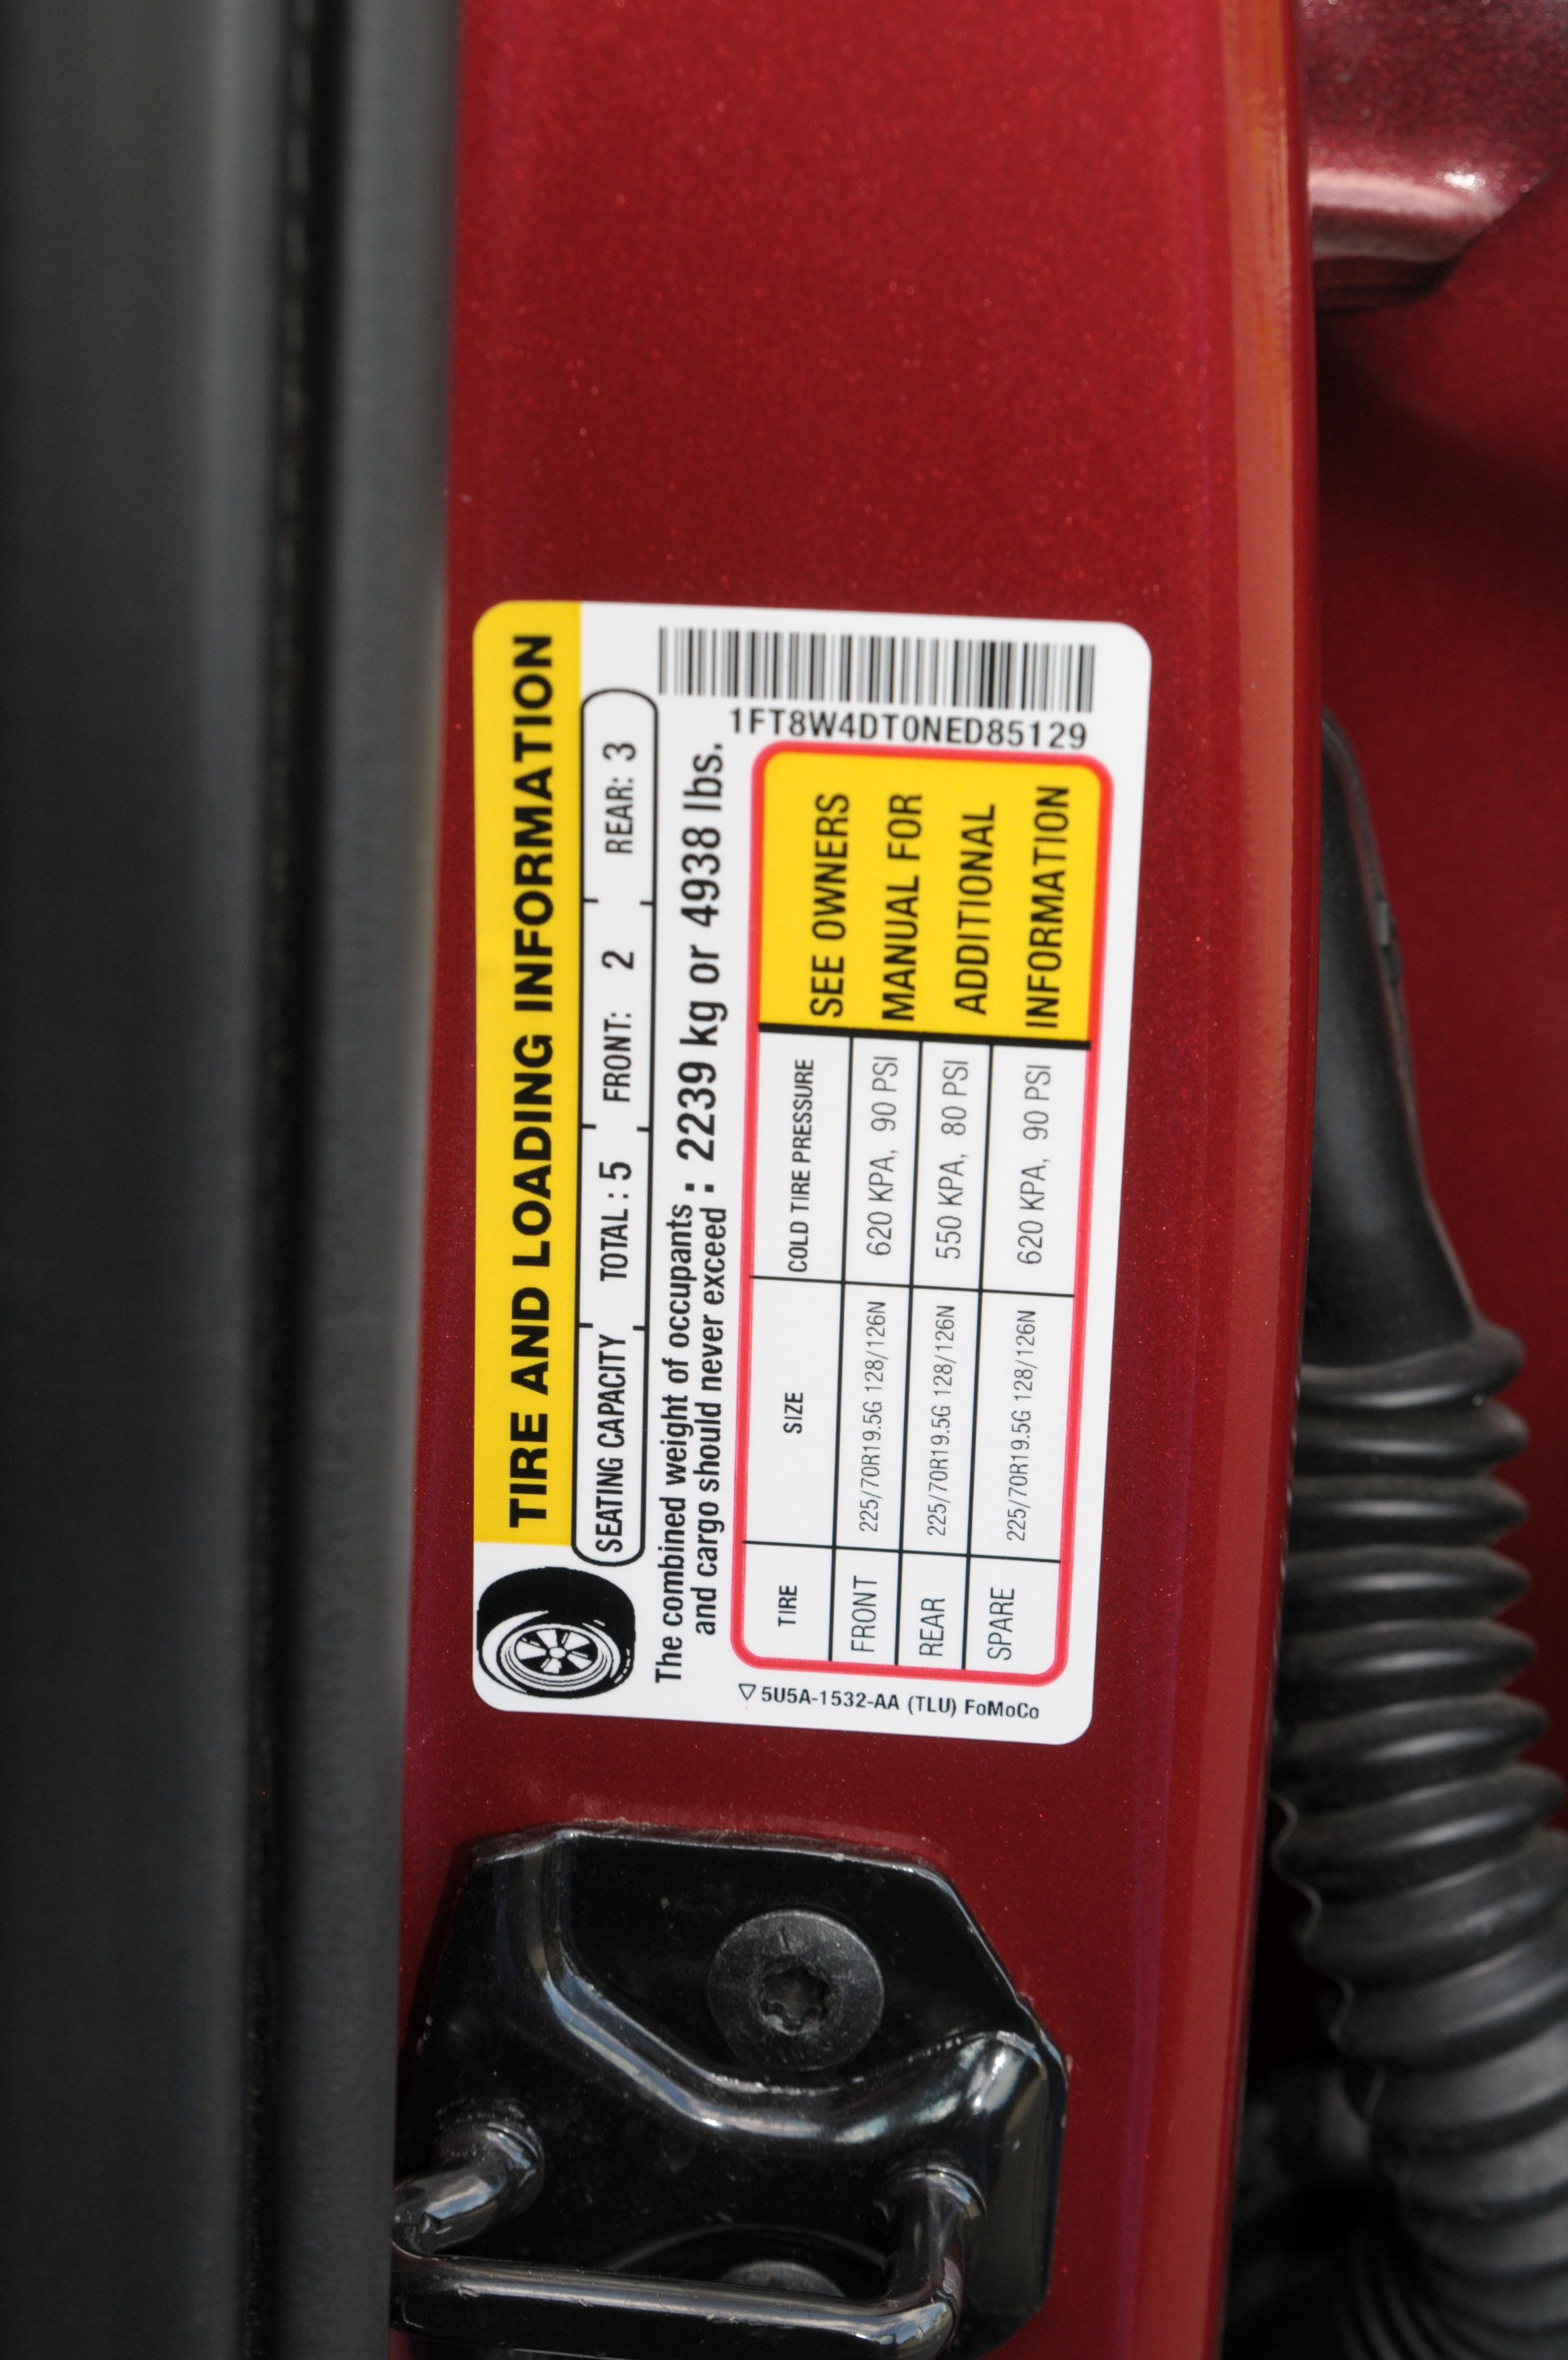 TIRE AND LOADING INFORMATION
SEATING CAPACITY TOTAL : 5 FRONT: 2 REAR: 3
The combined weight of occupants
and cargo should never exceed : 2239 kg or 4938 lbs.
TIRE SIZE COLD TIRE PRESSURE
FRONT 225/70R19.5G 128/126N 620 KPA, 90 PSI
REAR 225/70R19.5G 128/126N 550 KPA, 80 PSI
SPARE 225/70R19.5G 128/126N 620 KPA, 90 PSI
SEE OWNERS
MANUAL FOR
ADDITIONAL
INFORMATION
1FT8W4DT0NED85129
5U5A-1532-AA (TLU) FoMoCo